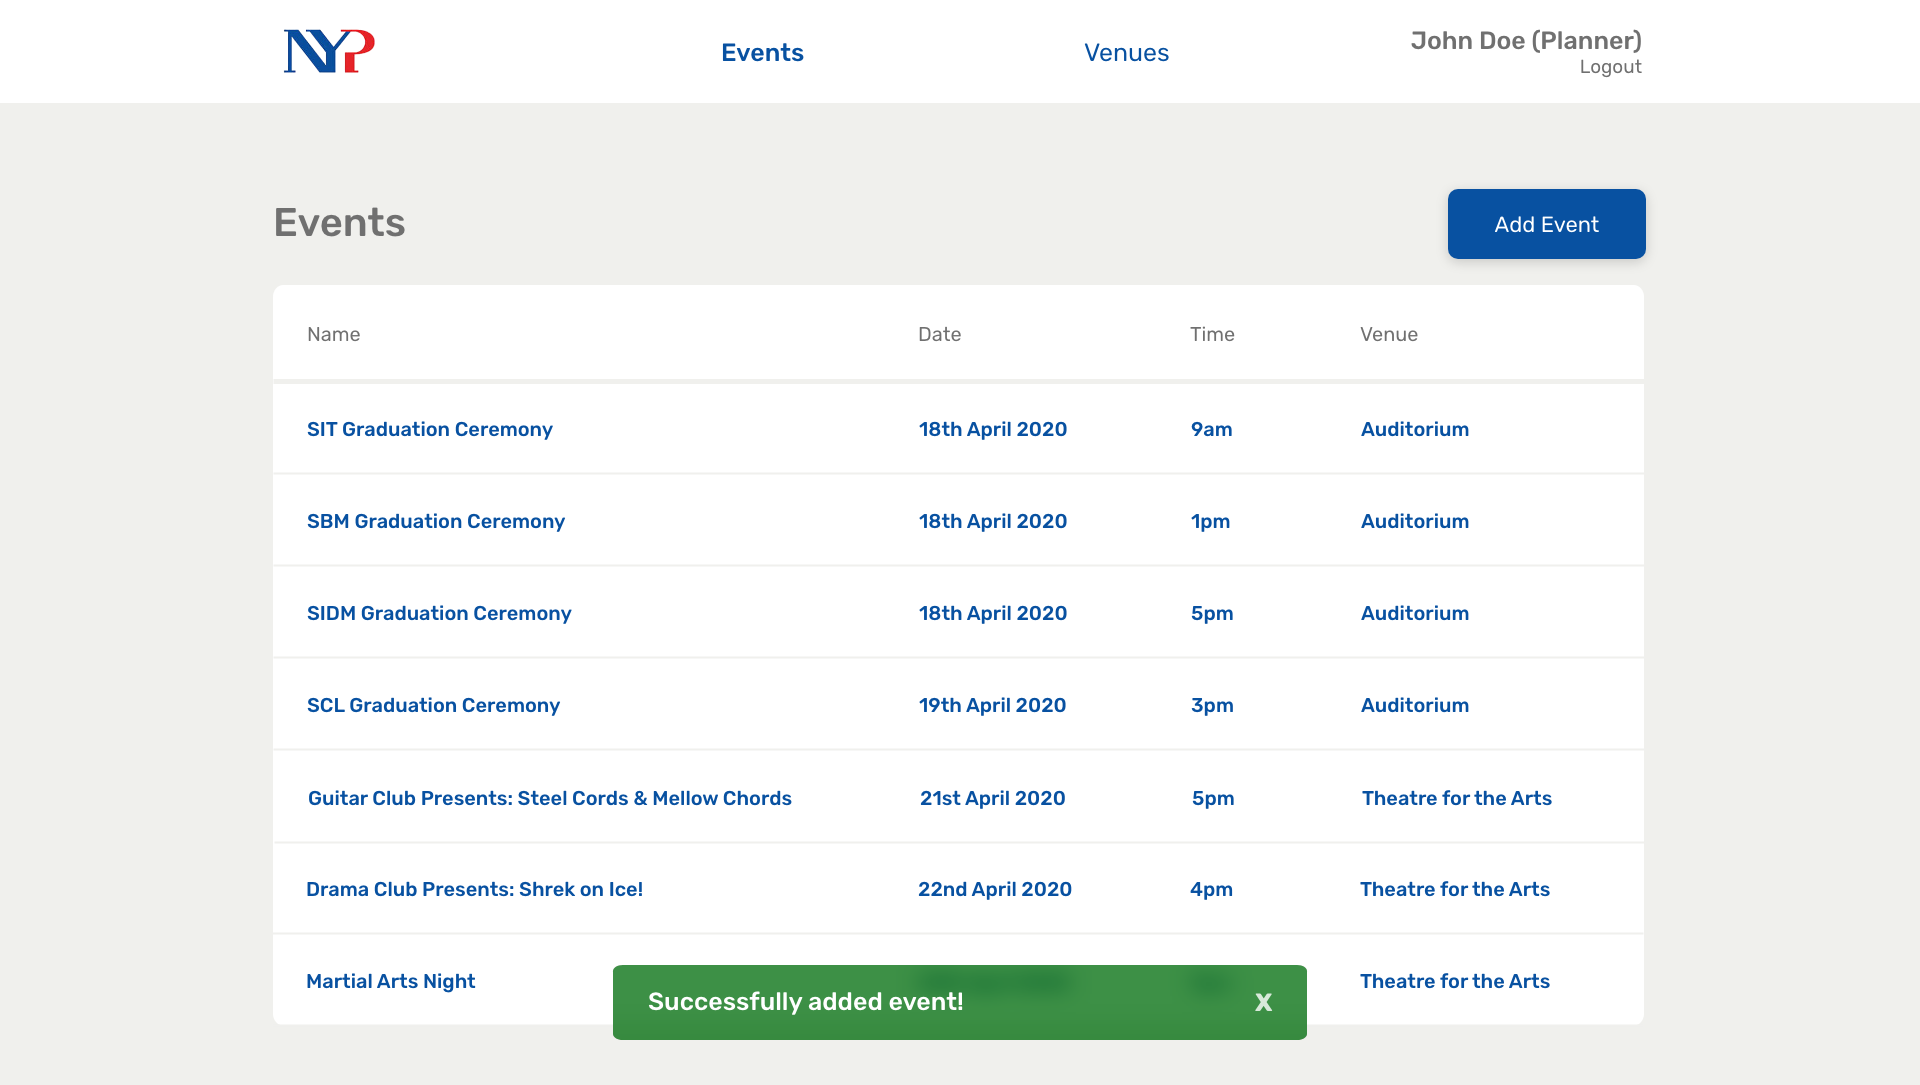 NYP
Events
Venues
John Doe (Planner)
Logout
Events
Add Event
Name Date Time Venue
SIT Graduation Ceremony 18th April 2020 9am Auditorium
SBM Graduation Ceremony 18th April 2020 1pm Auditorium
SIDM Graduation Ceremony 18th April 2020 5pm Auditorium
SCL Graduation Ceremony 19th April 2020 3pm Auditorium
Guitar Club Presents: Steel Cords & Mellow Chords 21st April 2020 5pm Theatre for the Arts
Drama Club Presents: Shrek on Ice! 22nd April 2020 4pm Theatre for the Arts
Martial Arts Night Theatre for the Arts
Successfully added event! X